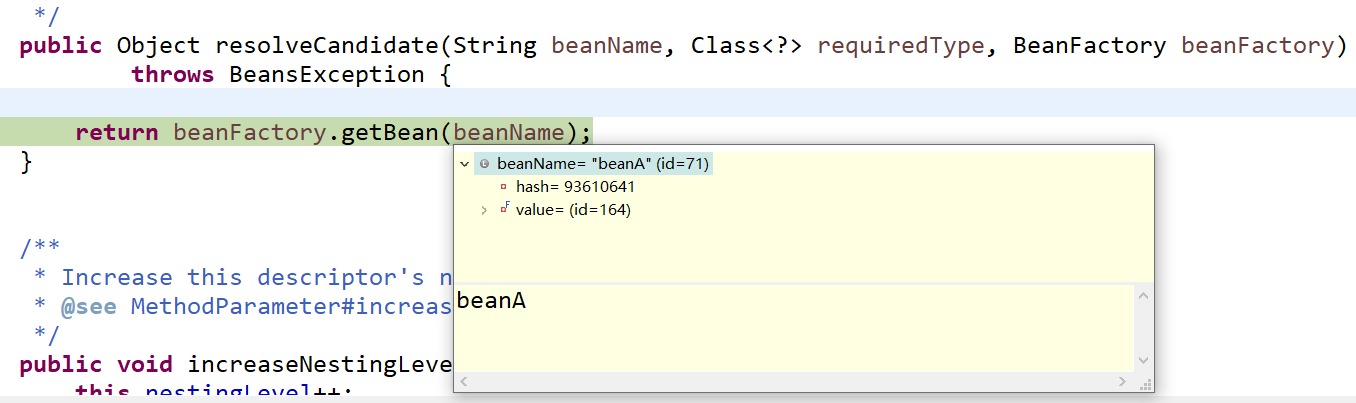 */
public Object resolveCandidate(String beanName, Class<?> requiredType, BeanFactory beanFactory)
throws BeansException {
return beanFactory.getBean(beanName);
}
beanName= "beanA" (id=71)
hash= 93610641
F value= (id=164)
beanA
/**
* Increase this descriptor's n
* @see MethodParameter#increas
*/
public void increaseNestingLeve
this.nestingLevel++;